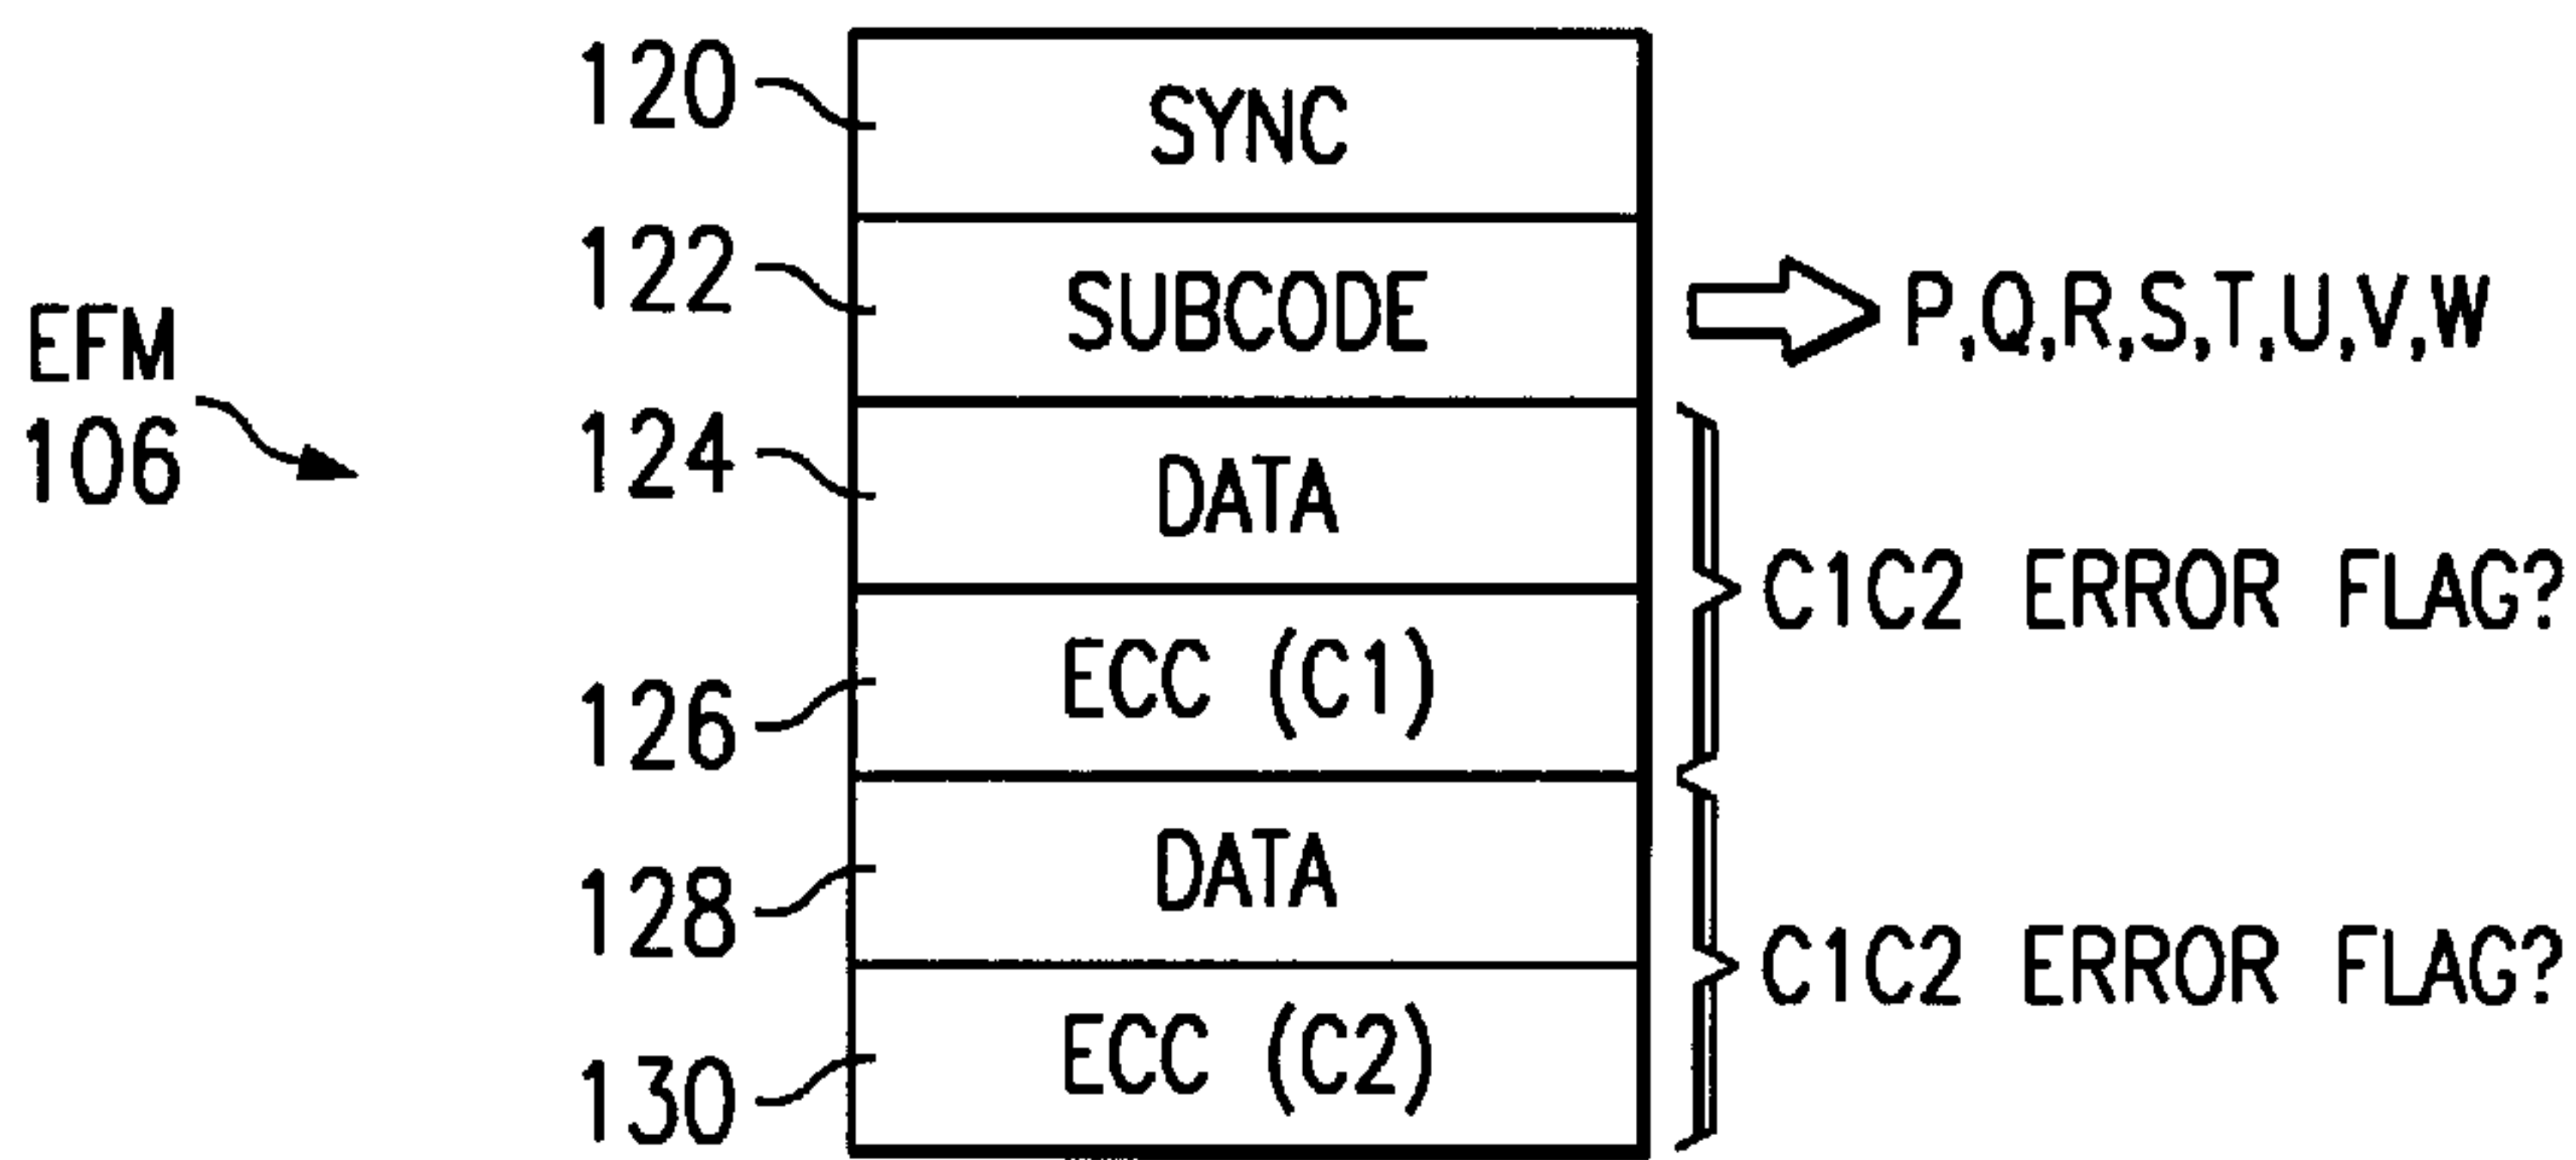 120
SYNC
122
SUBCODE
P,Q,R,S,T,U,V,W
EFM
106
124
DATA
C1C2 ERROR FLAG?
126
ECC (C1)
128
DATA
C1C2 ERROR FLAG?
130
ECC (C2)